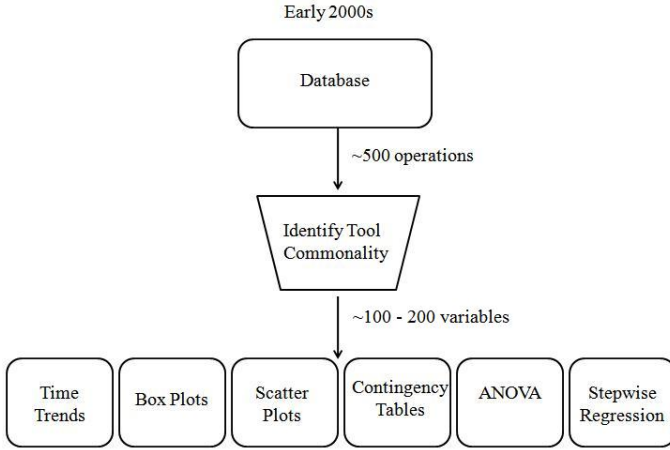 Early 2000s
Database
~500 operations
Identify Tool
Commonality
~100 - 200 variables
Time
Trends
Box Plots
Scatter
Plots
Contingency
Tables
ANOVA
Stepwise
Regression